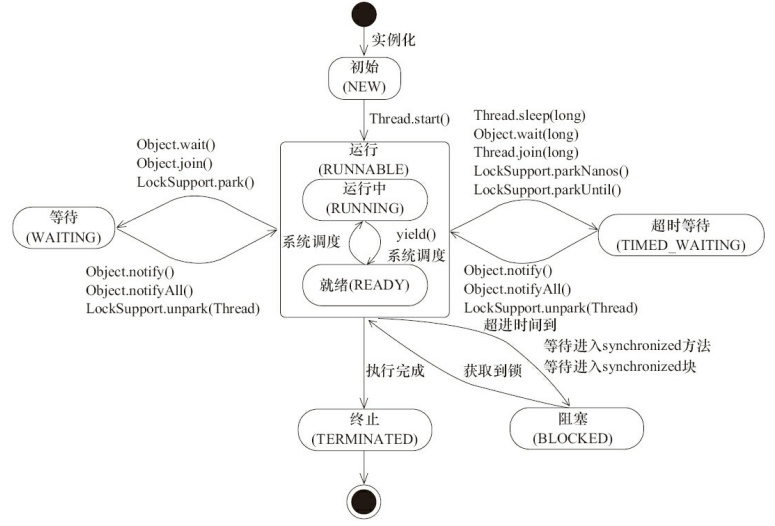 实例化
初始
(NEW)
Thread.start()
Object.wait()
Object.join()
LockSupport.park()
Thread.sleep(long)
Object.wait(long)
Thread.join(long)
LockSupport.parkNanos()
LockSupport.parkUntil()
运行
(RUNNABLE)
运行中
(RUNNING)
系统调度
yield()
系统调度
就绪(READY)
等待
(WAITING)
超时等待
(TIMED_WAITING)
Object.notify()
Object.notifyAll()
LockSupport.unpark(Thread)
Object.notify()
Object.notifyAll()
LockSupport.unpark(Thread)
超进时间到
等待进入synchronized方法
等待进入synchronized块
获取到锁
执行完成
终止
(TERMINATED)
阻塞
(BLOCKED)